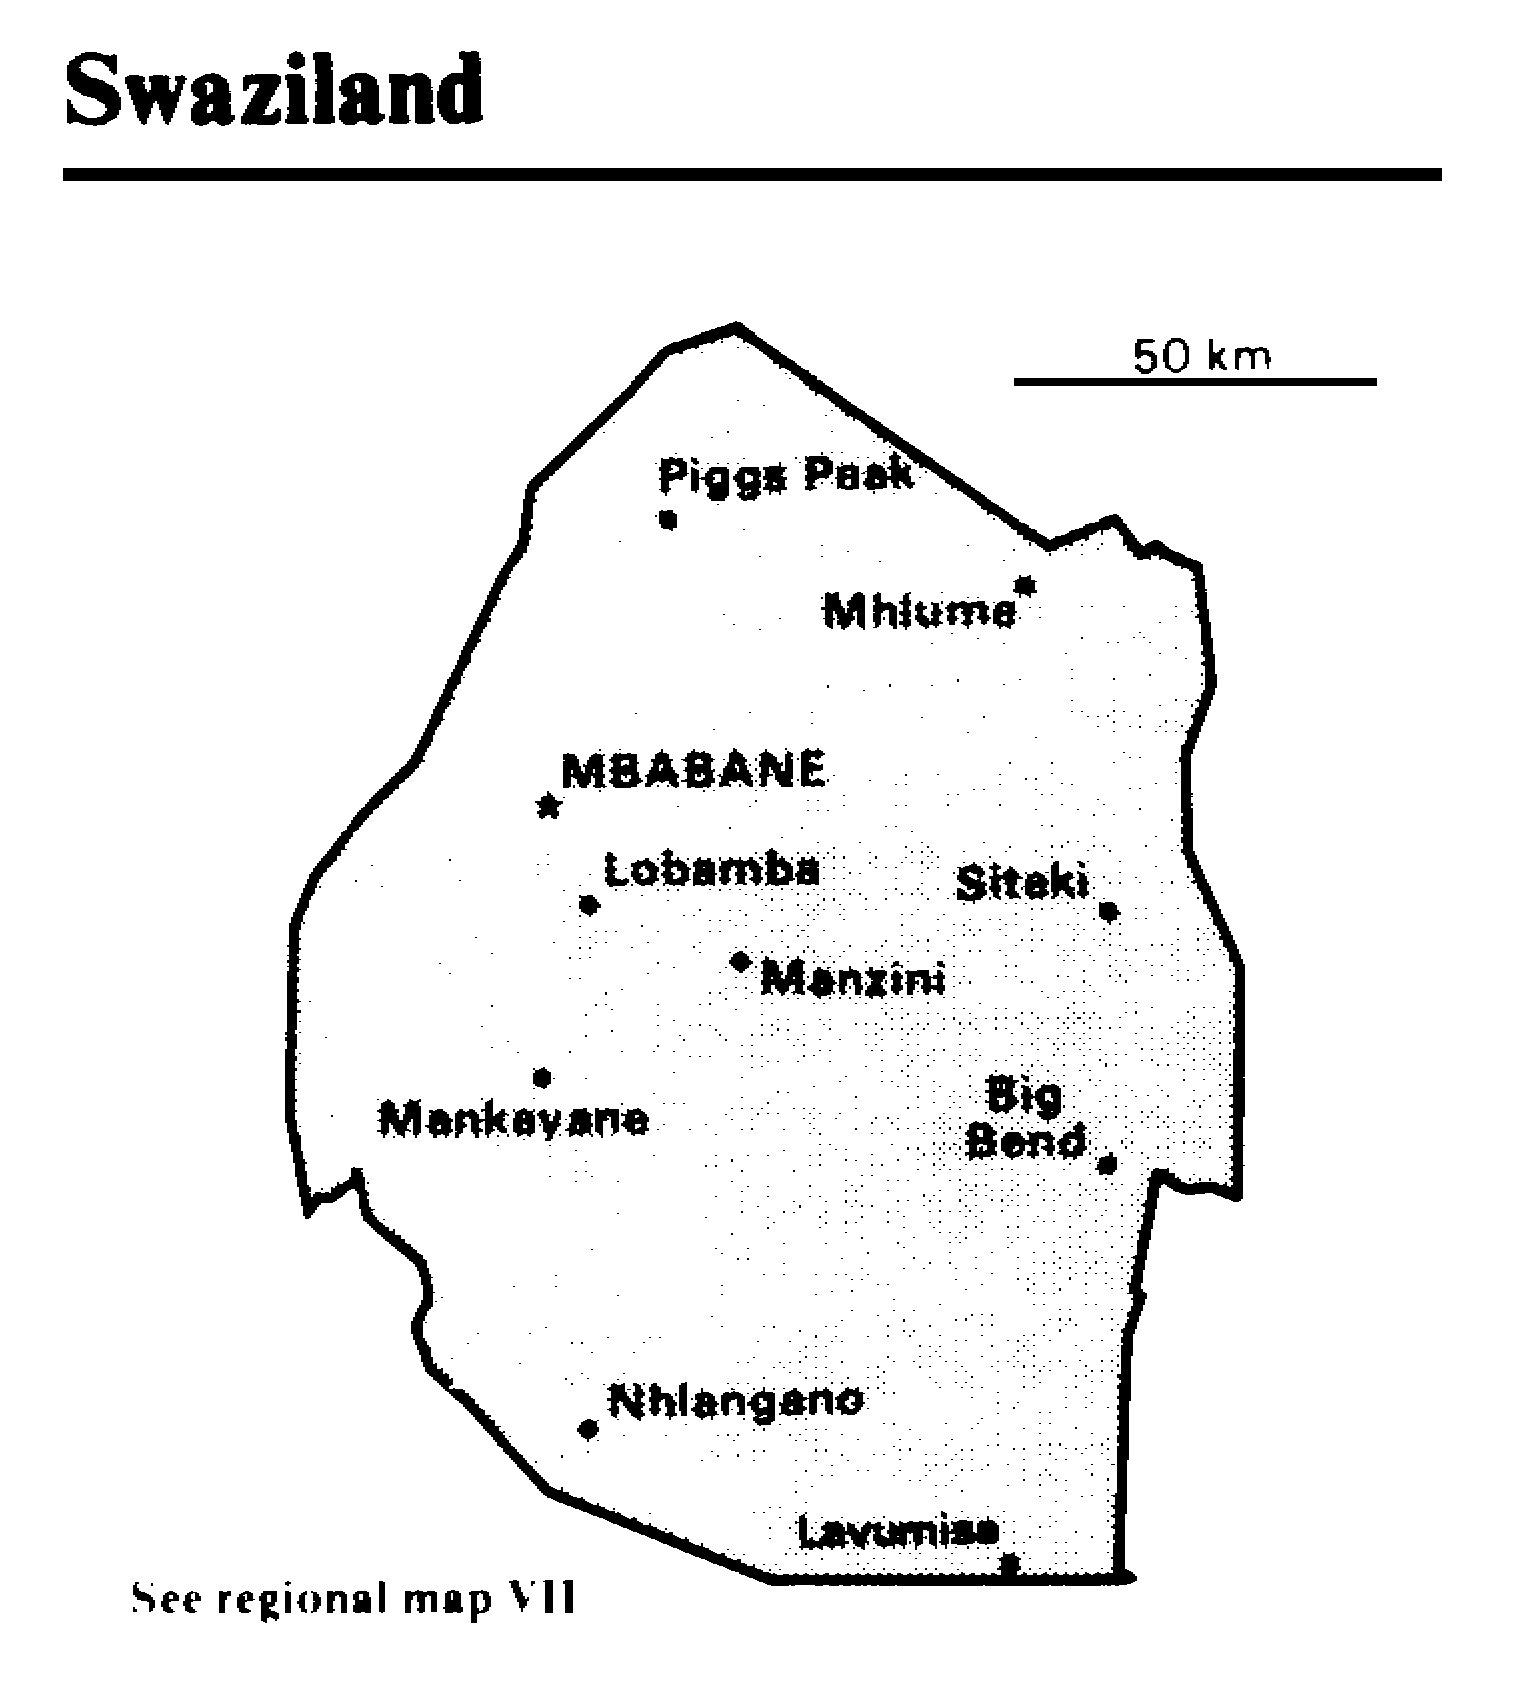 Swaziland
50 km
Piggs Peak
Mhlume
MBABANE
Lobamba
Siteki
Manzini
Big
Bend
Mankayane
Nhlangano
Lavumisa
See regional map VII